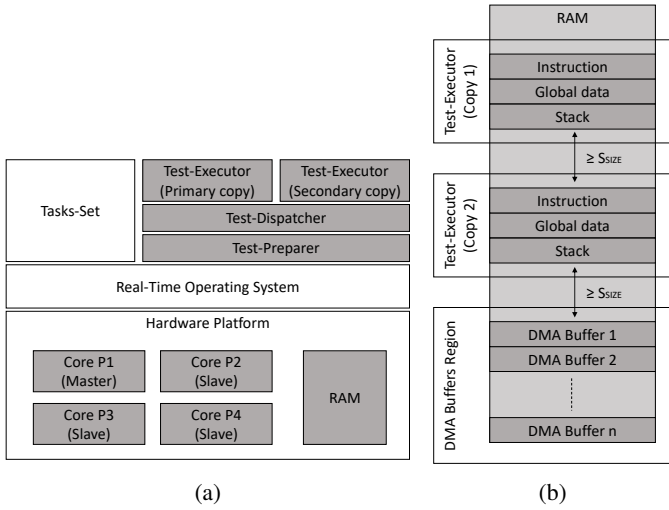 Tasks-Set
Test-Executor
(Primary copy)
Test-Executor
(Secondary copy)
Test-Dispatcher
Test-Preparer
Real-Time Operating System
Hardware Platform
Core P1
(Master)
Core P2
(Slave)
Core P3
(Slave)
Core P4
(Slave)
RAM
(a)
RAM
Test-Executor
(Copy 1)
Instruction
Global data
Stack
≥ SSIZE
Test-Executor
(Copy 2)
Instruction
Global data
Stack
≥ SSIZE
DMA Buffers Region
DMA Buffer 1
DMA Buffer 2
DMA Buffer n
(b)